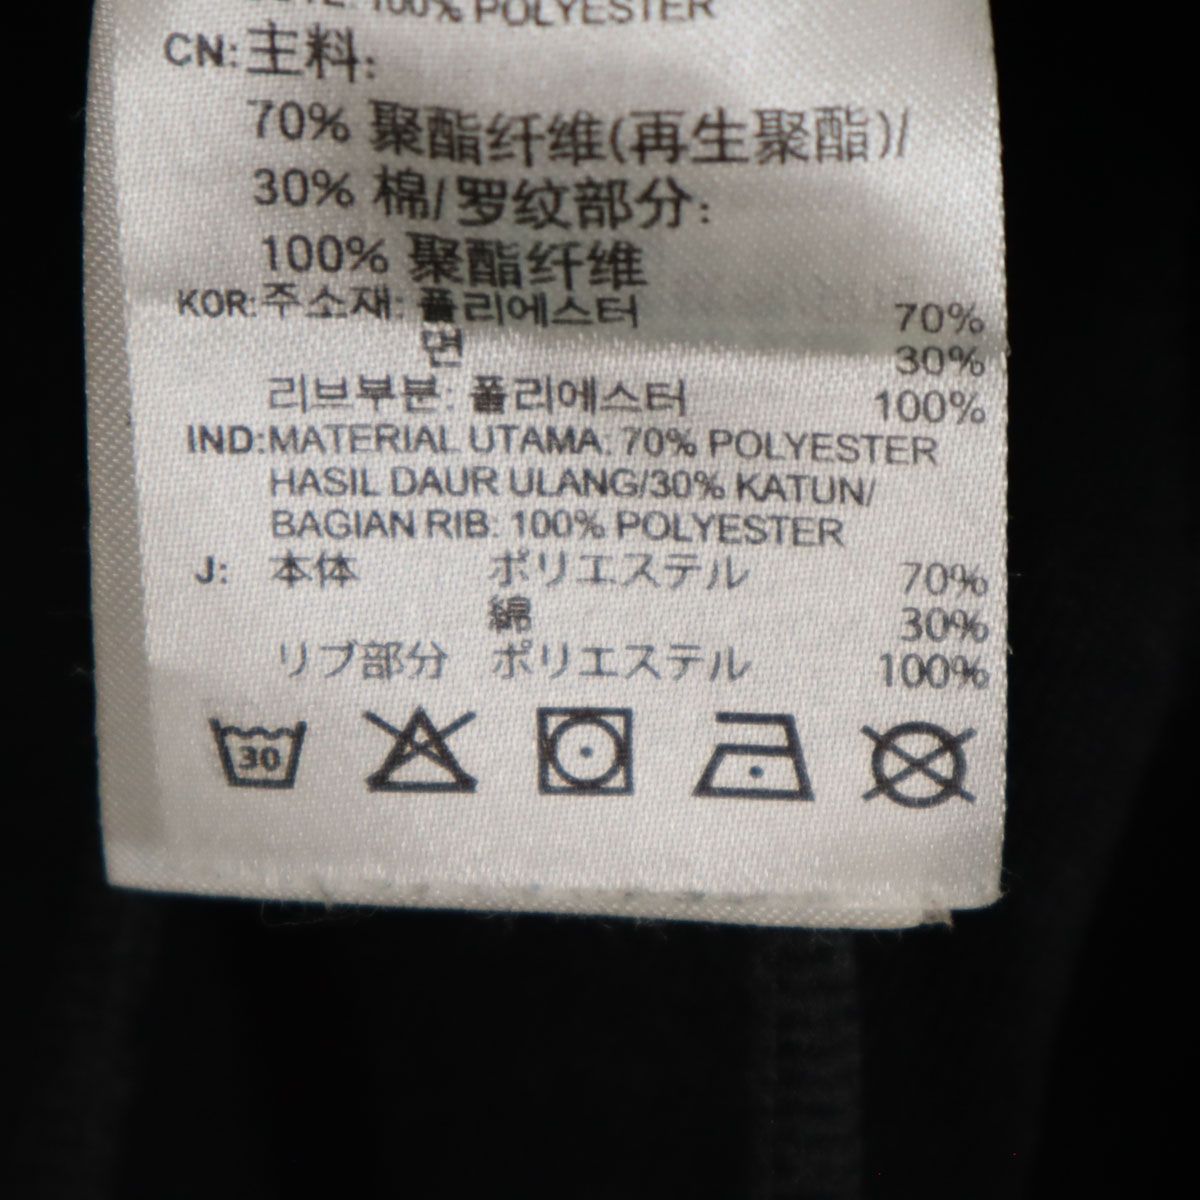 100% POLYESTER
CN: 主料:
70% 聚酯纤维(再生聚酯)/
30% 棉/ 罗纹部分:
100% 聚酯纤维
KOR: 주소재: 폴리에스터 70%
면 30%
리브부분: 폴리에스터 100%
IND: MATERIAL UTAMA: 70% POLYESTER
HASIL DAUR ULANG/30% KATUN/
BAGIAN RIB: 100% POLYESTER
J: 本体 ポリエステル 70%
綿 30%
リブ部分 ポリエステル 100%
30